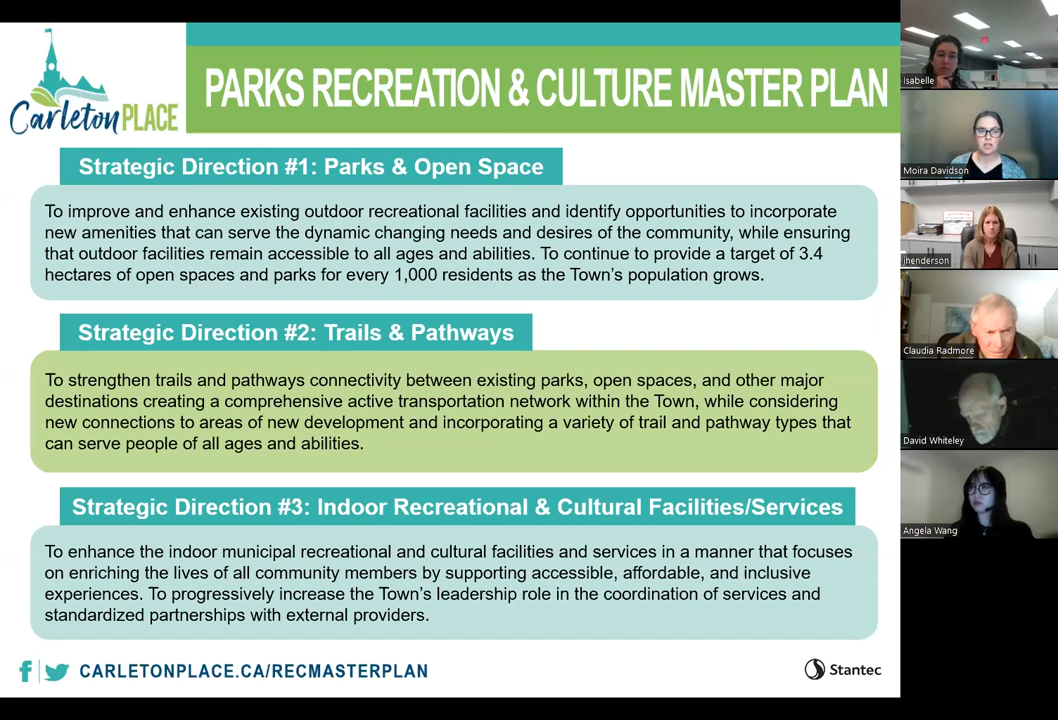 Carleton PLACE
PARKS RECREATION & CULTURE MASTER PLAN
Strategic Direction #1: Parks & Open Space
To improve and enhance existing outdoor recreational facilities and identify opportunities to incorporate
new amenities that can serve the dynamic changing needs and desires of the community, while ensuring
that outdoor facilities remain accessible to all ages and abilities. To continue to provide a target of 3.4
hectares of open spaces and parks for every 1,000 residents as the Town's population grows.
Strategic Direction #2: Trails & Pathways
To strengthen trails and pathways connectivity between existing parks, open spaces, and other major
destinations creating a comprehensive active transportation network within the Town, while considering
new connections to areas of new development and incorporating a variety of trail and pathway types that
can serve people of all ages and abilities.
Strategic Direction #3: Indoor Recreational & Cultural Facilities/Services
To enhance the indoor municipal recreational and cultural facilities and services in a manner that focuses
on enriching the lives of all community members by supporting accessible, affordable, and inclusive
experiences. To progressively increase the Town's leadership role in the coordination of services and
standardized partnerships with external providers.
CARLETONPLACE.CA/RECMASTERPLAN
Stantec
Isabelle
Moira Davidson
jhenderson
Claudia Radmore
David Whiteley
Angela Wang